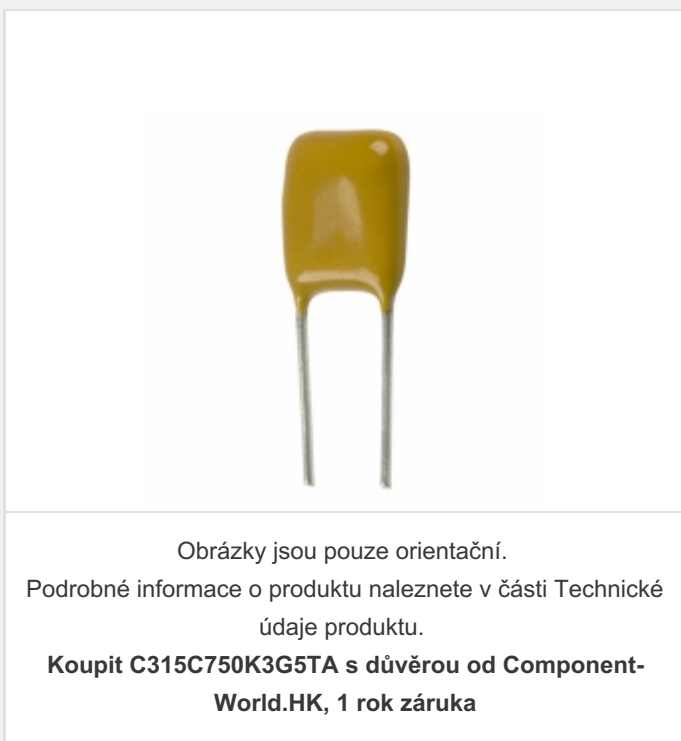 Obrázky jsou pouze orientační.
Podrobné informace o produktu naleznete v části Technické
údaje produktu.
Koupit C315C750K3G5TA s důvěrou od Component-
World.HK, 1 rok záruka